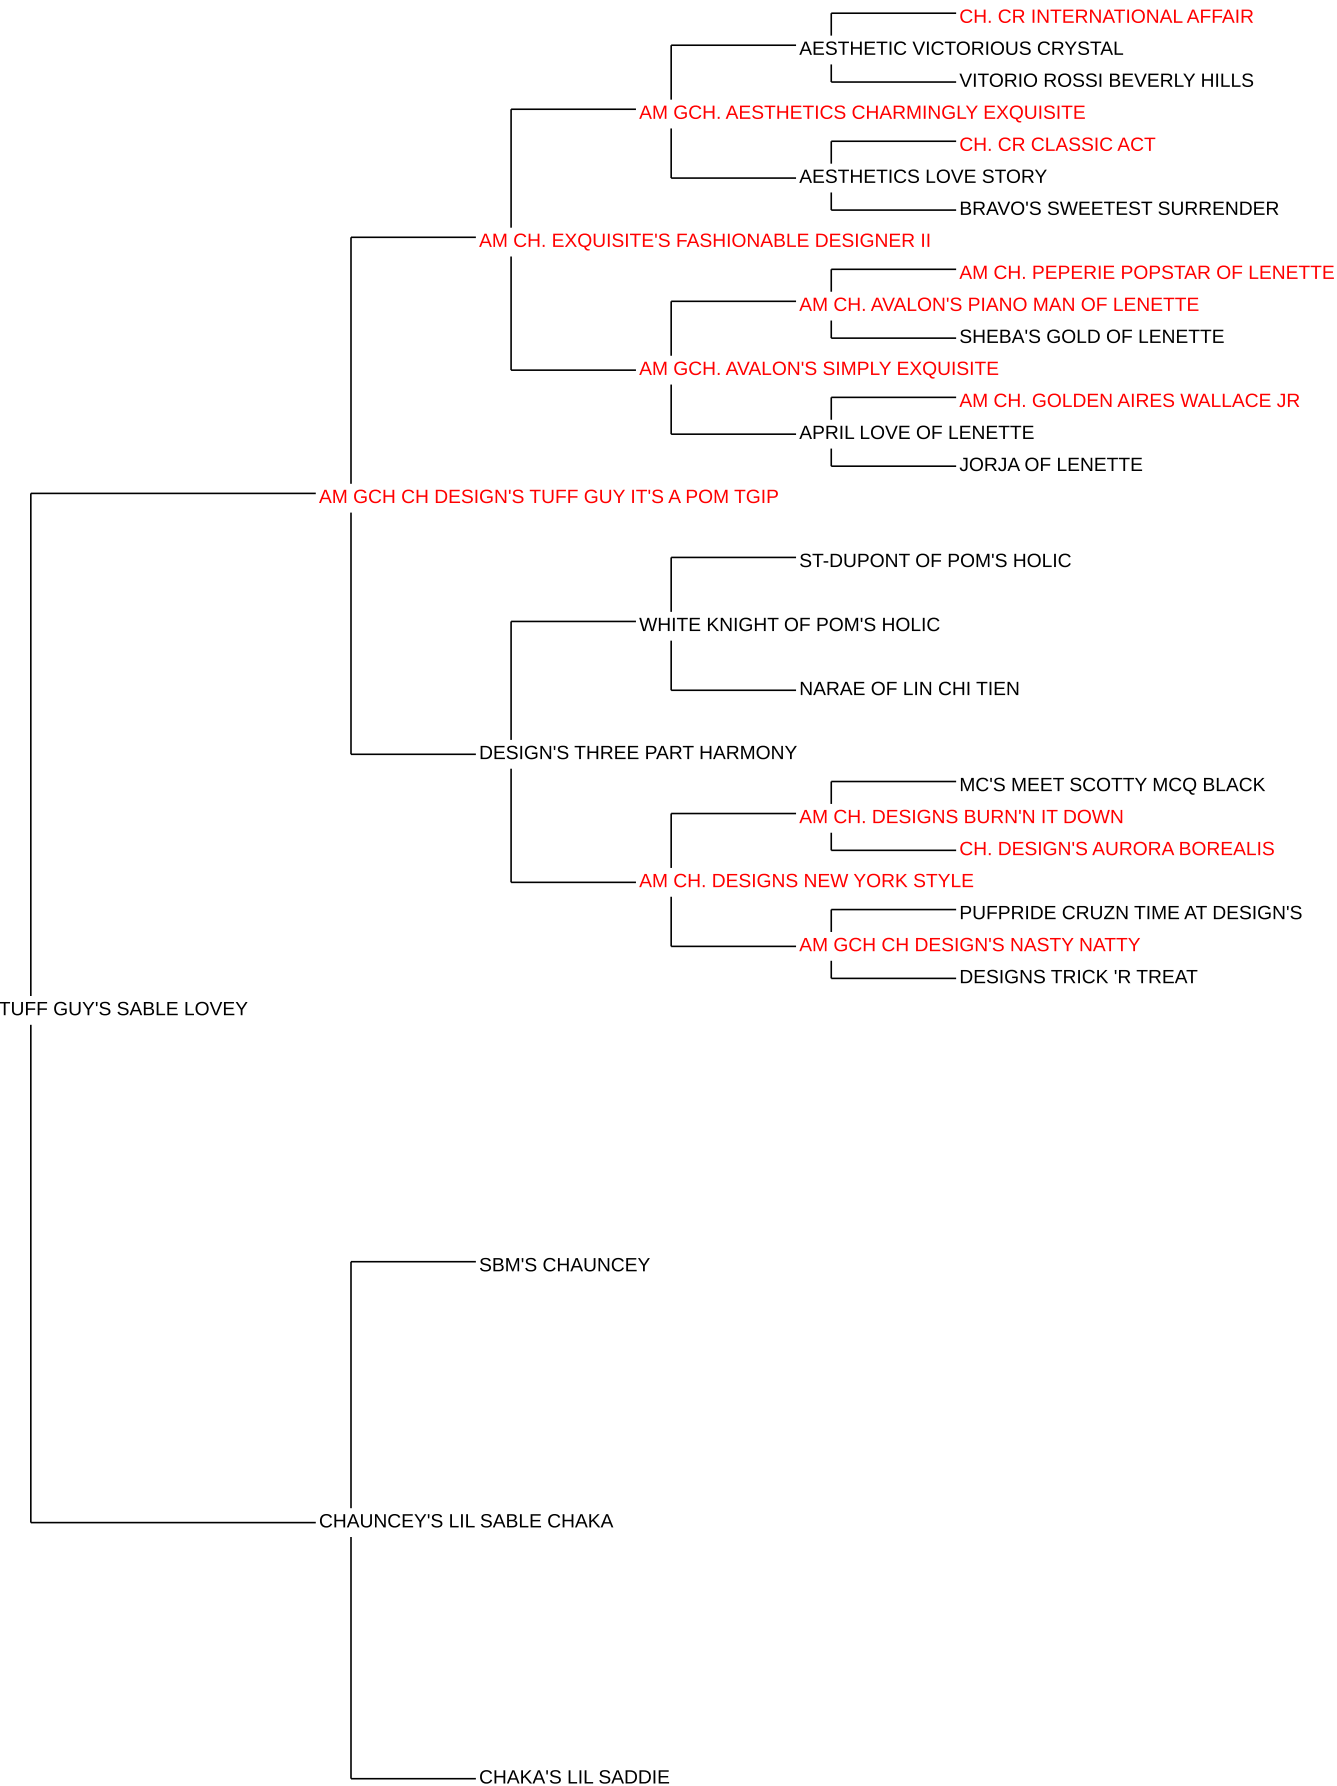 CH. CR INTERNATIONAL AFFAIR
AESTHETIC VICTORIOUS CRYSTAL
VITORIO ROSSI BEVERLY HILLS
AM GCH. AESTHETICS CHARMINGLY EXQUISITE
CH. CR CLASSIC ACT
AESTHETICS LOVE STORY
BRAVO'S SWEETEST SURRENDER
AM CH. EXQUISITE'S FASHIONABLE DESIGNER II
AM CH. PEPERIE POPSTAR OF LENETTE
AM CH. AVALON'S PIANO MAN OF LENETTE
SHEBA'S GOLD OF LENETTE
AM GCH. AVALON'S SIMPLY EXQUISITE
AM CH. GOLDEN AIRES WALLACE JR
APRIL LOVE OF LENETTE
JORJA OF LENETTE
AM GCH CH DESIGN'S TUFF GUY IT'S A POM TGIP
ST-DUPONT OF POM'S HOLIC
WHITE KNIGHT OF POM'S HOLIC
NARAE OF LIN CHI TIEN
DESIGN'S THREE PART HARMONY
MC'S MEET SCOTTY MCQ BLACK
AM CH. DESIGNS BURN'N IT DOWN
CH. DESIGN'S AURORA BOREALIS
AM CH. DESIGNS NEW YORK STYLE
PUFPRIDE CRUZN TIME AT DESIGN'S
AM GCH CH DESIGN'S NASTY NATTY
DESIGNS TRICK 'R TREAT
TUFF GUY'S SABLE LOVEY
SBM'S CHAUNCEY
CHAUNCEY'S LIL SABLE CHAKA
CHAKA'S LIL SADDIE